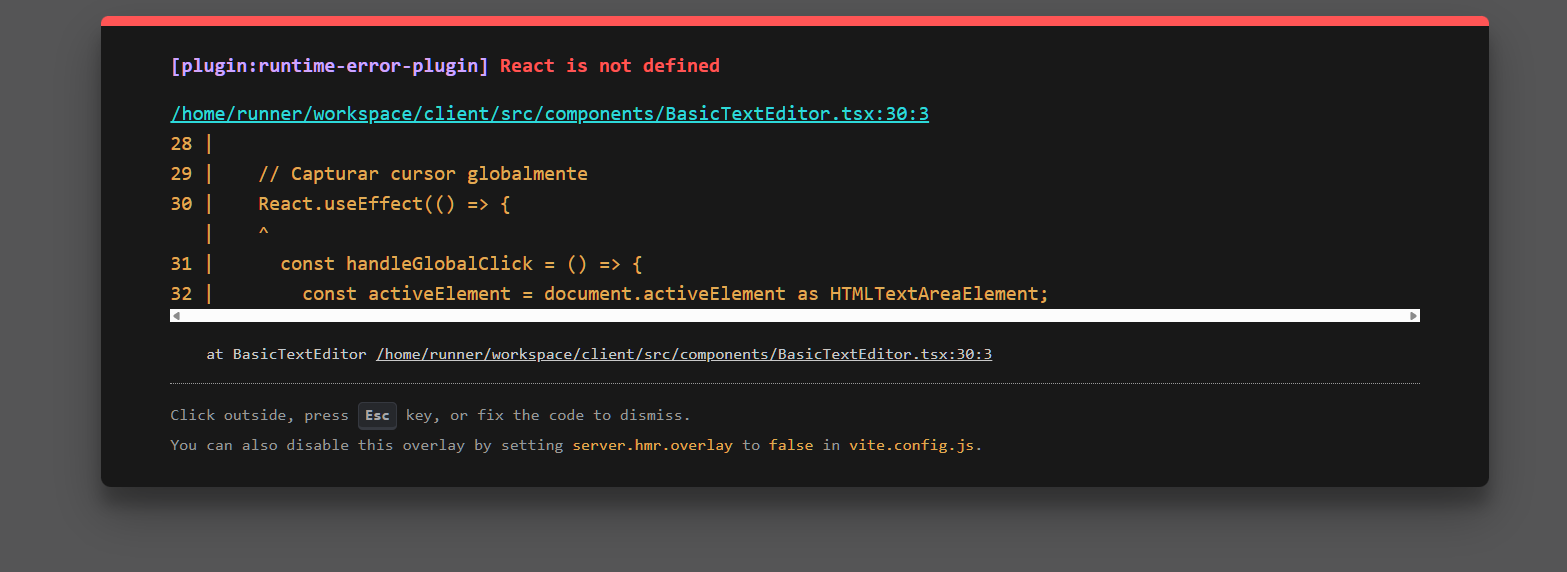 [plugin:runtime-error-plugin] React is not defined
/home/runner/workspace/client/src/components/BasicTextEditor.tsx:30:3
28 |
29 |    // Capturar cursor globalmente
30 |    React.useEffect(() => {
   |    ^
31 |      const handleGlobalClick = () => {
32 |        const activeElement = document.activeElement as HTMLTextAreaElement;
at BasicTextEditor /home/runner/workspace/client/src/components/BasicTextEditor.tsx:30:3
Click outside, press Esc key, or fix the code to dismiss.
You can also disable this overlay by setting server.hmr.overlay to false in vite.config.js.